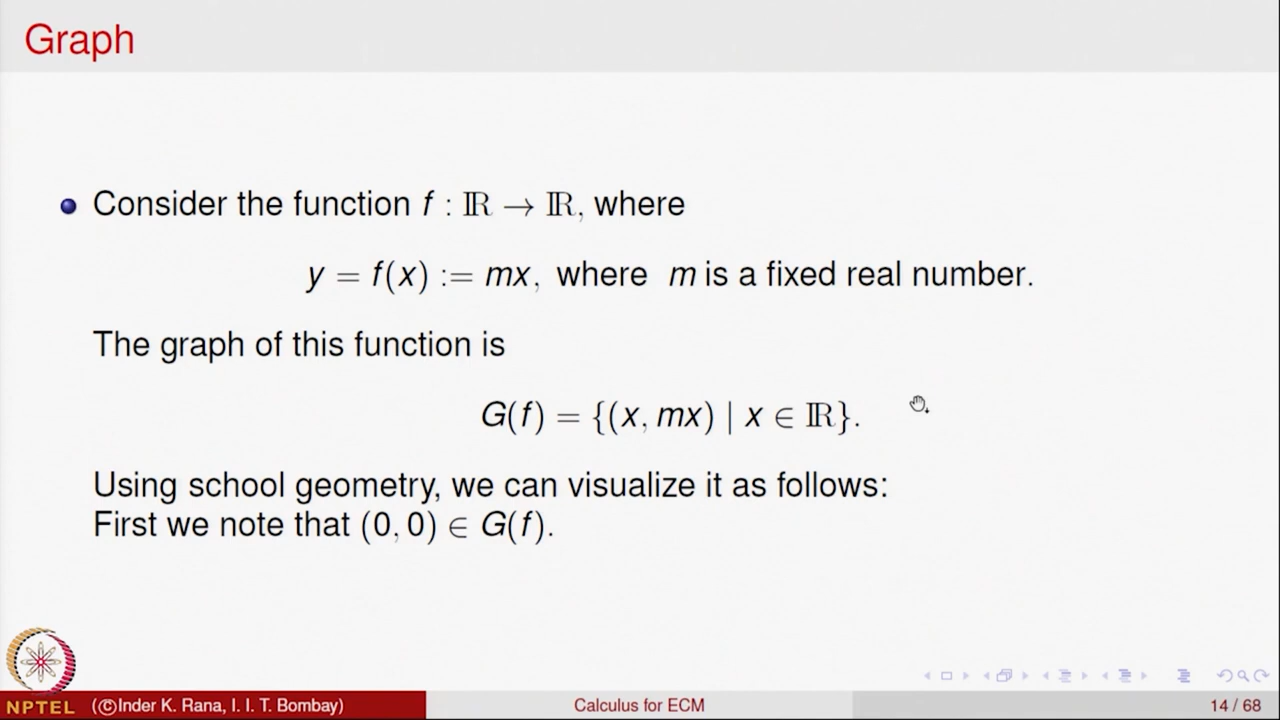 Graph
Consider the function f : ℝ → ℝ, where
y = f(x) := mx, where m is a fixed real number.
The graph of this function is
G(f) = {(x, mx) | x ∈ ℝ}.
Using school geometry, we can visualize it as follows:
First we note that (0, 0) ∈ G(f).
NPTEL (©Inder K. Rana, I. I. T. Bombay) Calculus for ECM 14 / 68